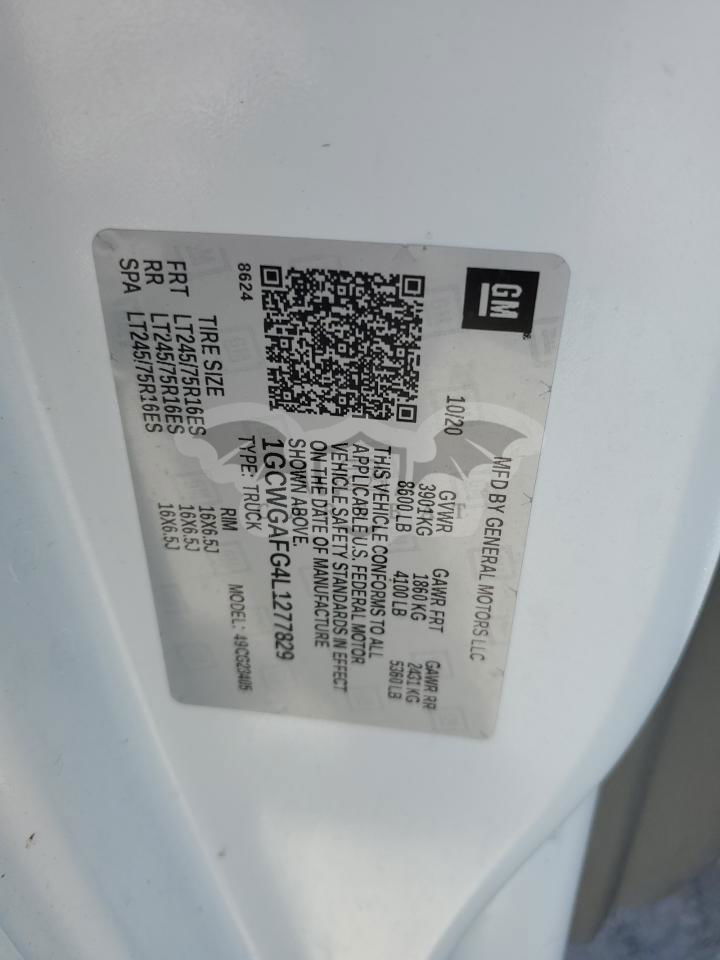 GM
MFD BY GENERAL MOTORS LLC
10/20
GVWR GAWR FRT GAWR RR
3901KG 1860 KG 2431 KG
8600 LB 4100 LB 5360 LB
THIS VEHICLE CONFORMS TO ALL
APPLICABLE U.S. FEDERAL MOTOR
VEHICLE SAFETY STANDARDS IN EFFECT
ON THE DATE OF MANUFACTURE
SHOWN ABOVE.
1GCWGAFG4L1277829
TYPE: TRUCK
8624
MODEL: 49CG23405
TIRE SIZE RIM
FRT LT245/75R16ES 16X6.5J
RR LT245/75R16ES 16X6.5J
SPA LT245/75R16ES 16X6.5J